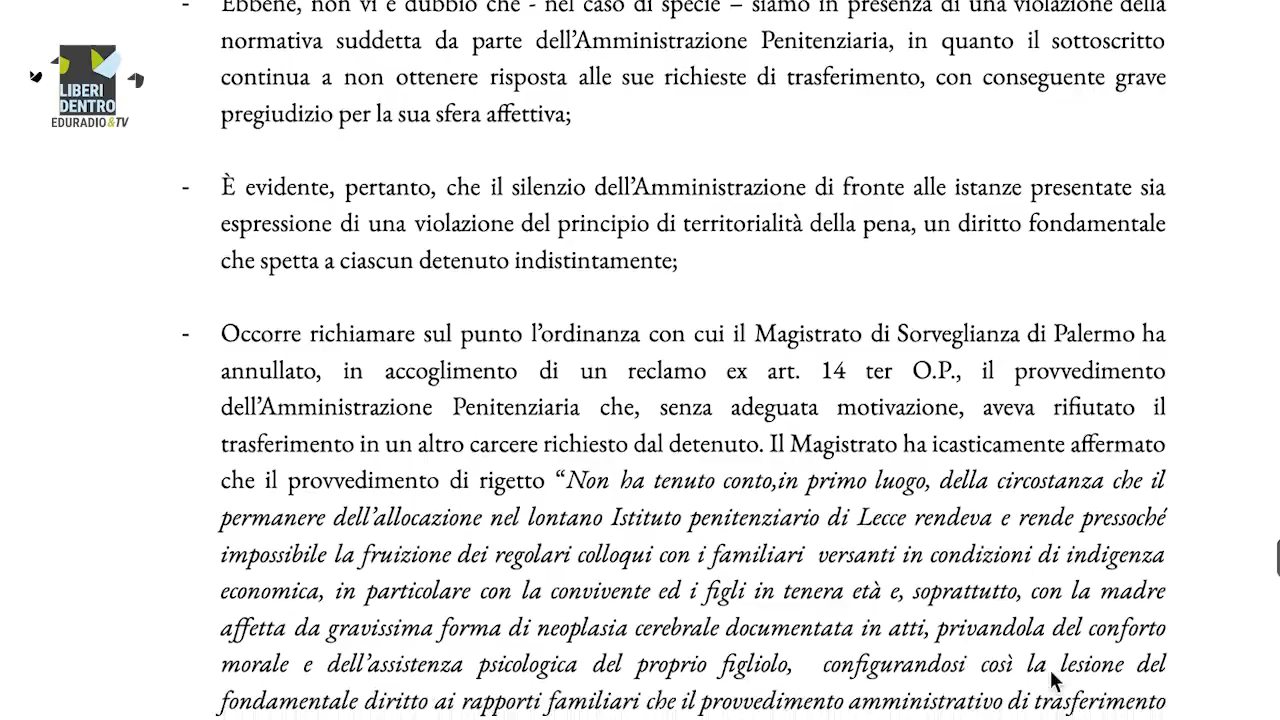 - Ebbene, non vi è dubbio che - nel caso di specie – siamo in presenza di una violazione della
normativa suddetta da parte dell'Amministrazione Penitenziaria, in quanto il sottoscritto
continua a non ottenere risposta alle sue richieste di trasferimento, con conseguente grave
pregiudizio per la sua sfera affettiva;
- È evidente, pertanto, che il silenzio dell'Amministrazione di fronte alle istanze presentate sia
espressione di una violazione del principio di territorialità della pena, un diritto fondamentale
che spetta a ciascun detenuto indistintamente;
- Occorre richiamare sul punto l'ordinanza con cui il Magistrato di Sorveglianza di Palermo ha
annullato, in accoglimento di un reclamo ex art. 14 ter O.P., il provvedimento
dell'Amministrazione Penitenziaria che, senza adeguata motivazione, aveva rifiutato il
trasferimento in un altro carcere richiesto dal detenuto. Il Magistrato ha icasticamente affermato
che il provvedimento di rigetto “Non ha tenuto conto,in primo luogo, della circostanza che il
permanere dell'allocazione nel lontano Istituto penitenziario di Lecce rendeva e rende pressoché
impossibile la fruizione dei regolari colloqui con i familiari versanti in condizioni di indigenza
economica, in particolare con la convivente ed i figli in tenera età e, soprattutto, con la madre
affetta da gravissima forma di neoplasia cerebrale documentata in atti, privandola del conforto
morale e dell'assistenza psicologica del proprio figliolo, configurandosi così la lesione del
fondamentale diritto ai rapporti familiari che il provvedimento amministrativo di trasferimento
LIBERI
DENTRO
EDURADIO&TV